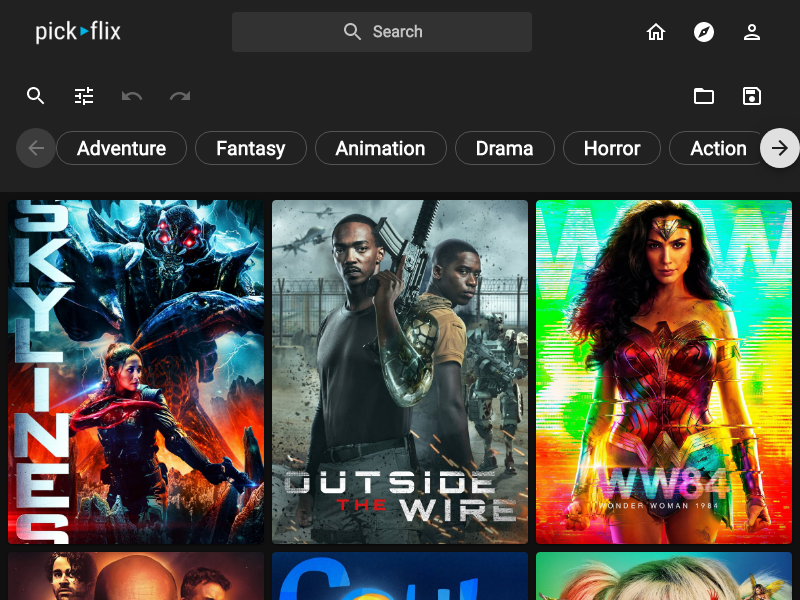 pick flix
Search
Adventure
Fantasy
Animation
Drama
Horror
Action
SKYLINES
OUTSIDE
THE WIRE
WW84
WONDER WOMAN 1984